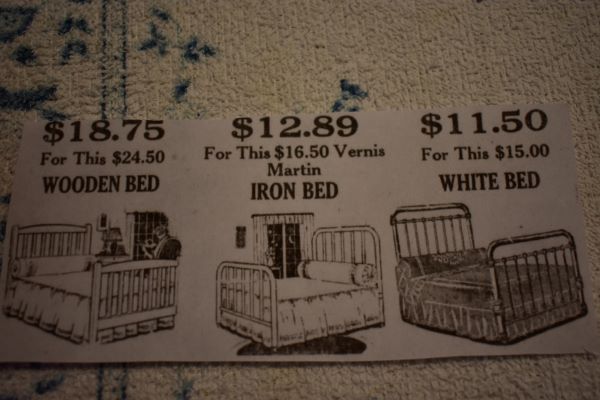 $18.75
For This $24.50
WOODEN BED
$12.89
For This $16.50 Vernis
Martin
IRON BED
$11.50
For This $15.00
WHITE BED